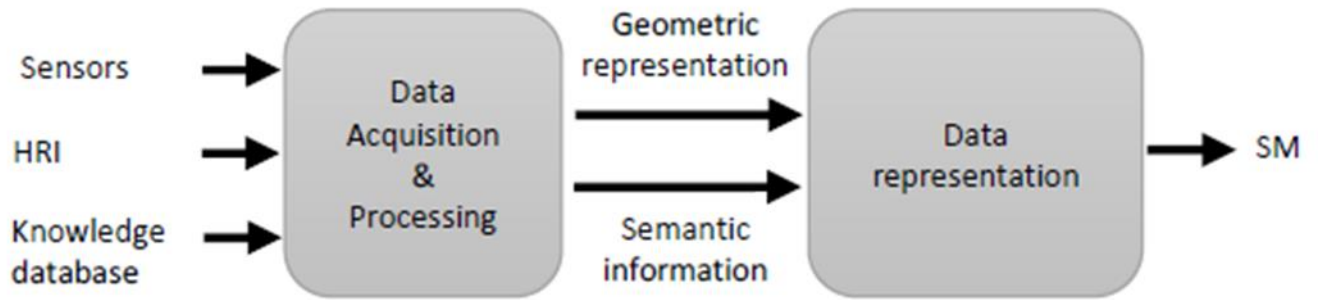 Sensors
HRI
Knowledge
database
Data
Acquisition
&
Processing
Geometric
representation
Semantic
information
Data
representation
SM